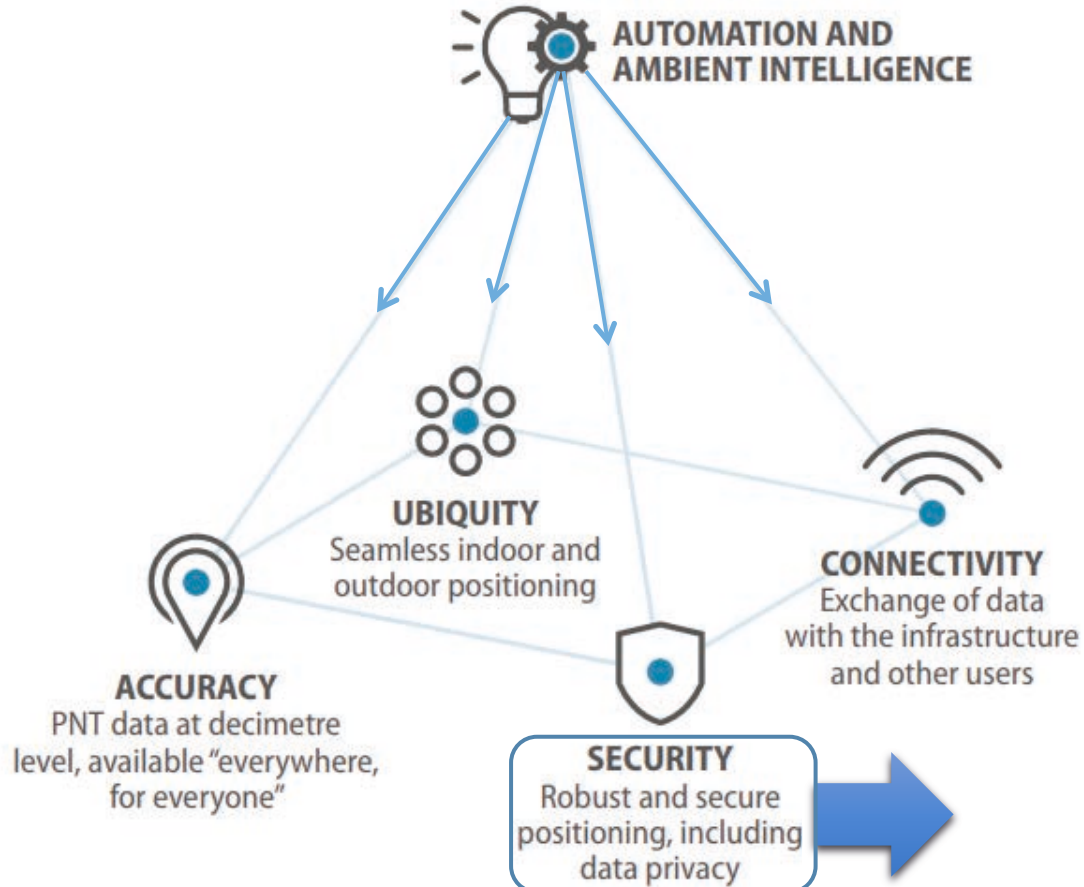 AUTOMATION AND
AMBIENT INTELLIGENCE
UBIQUITY
Seamless indoor and
outdoor positioning
CONNECTIVITY
Exchange of data
with the infrastructure
and other users
ACCURACY
PNT data at decimetre
level, available “everywhere,
for everyone”
SECURITY
Robust and secure
positioning, including
data privacy